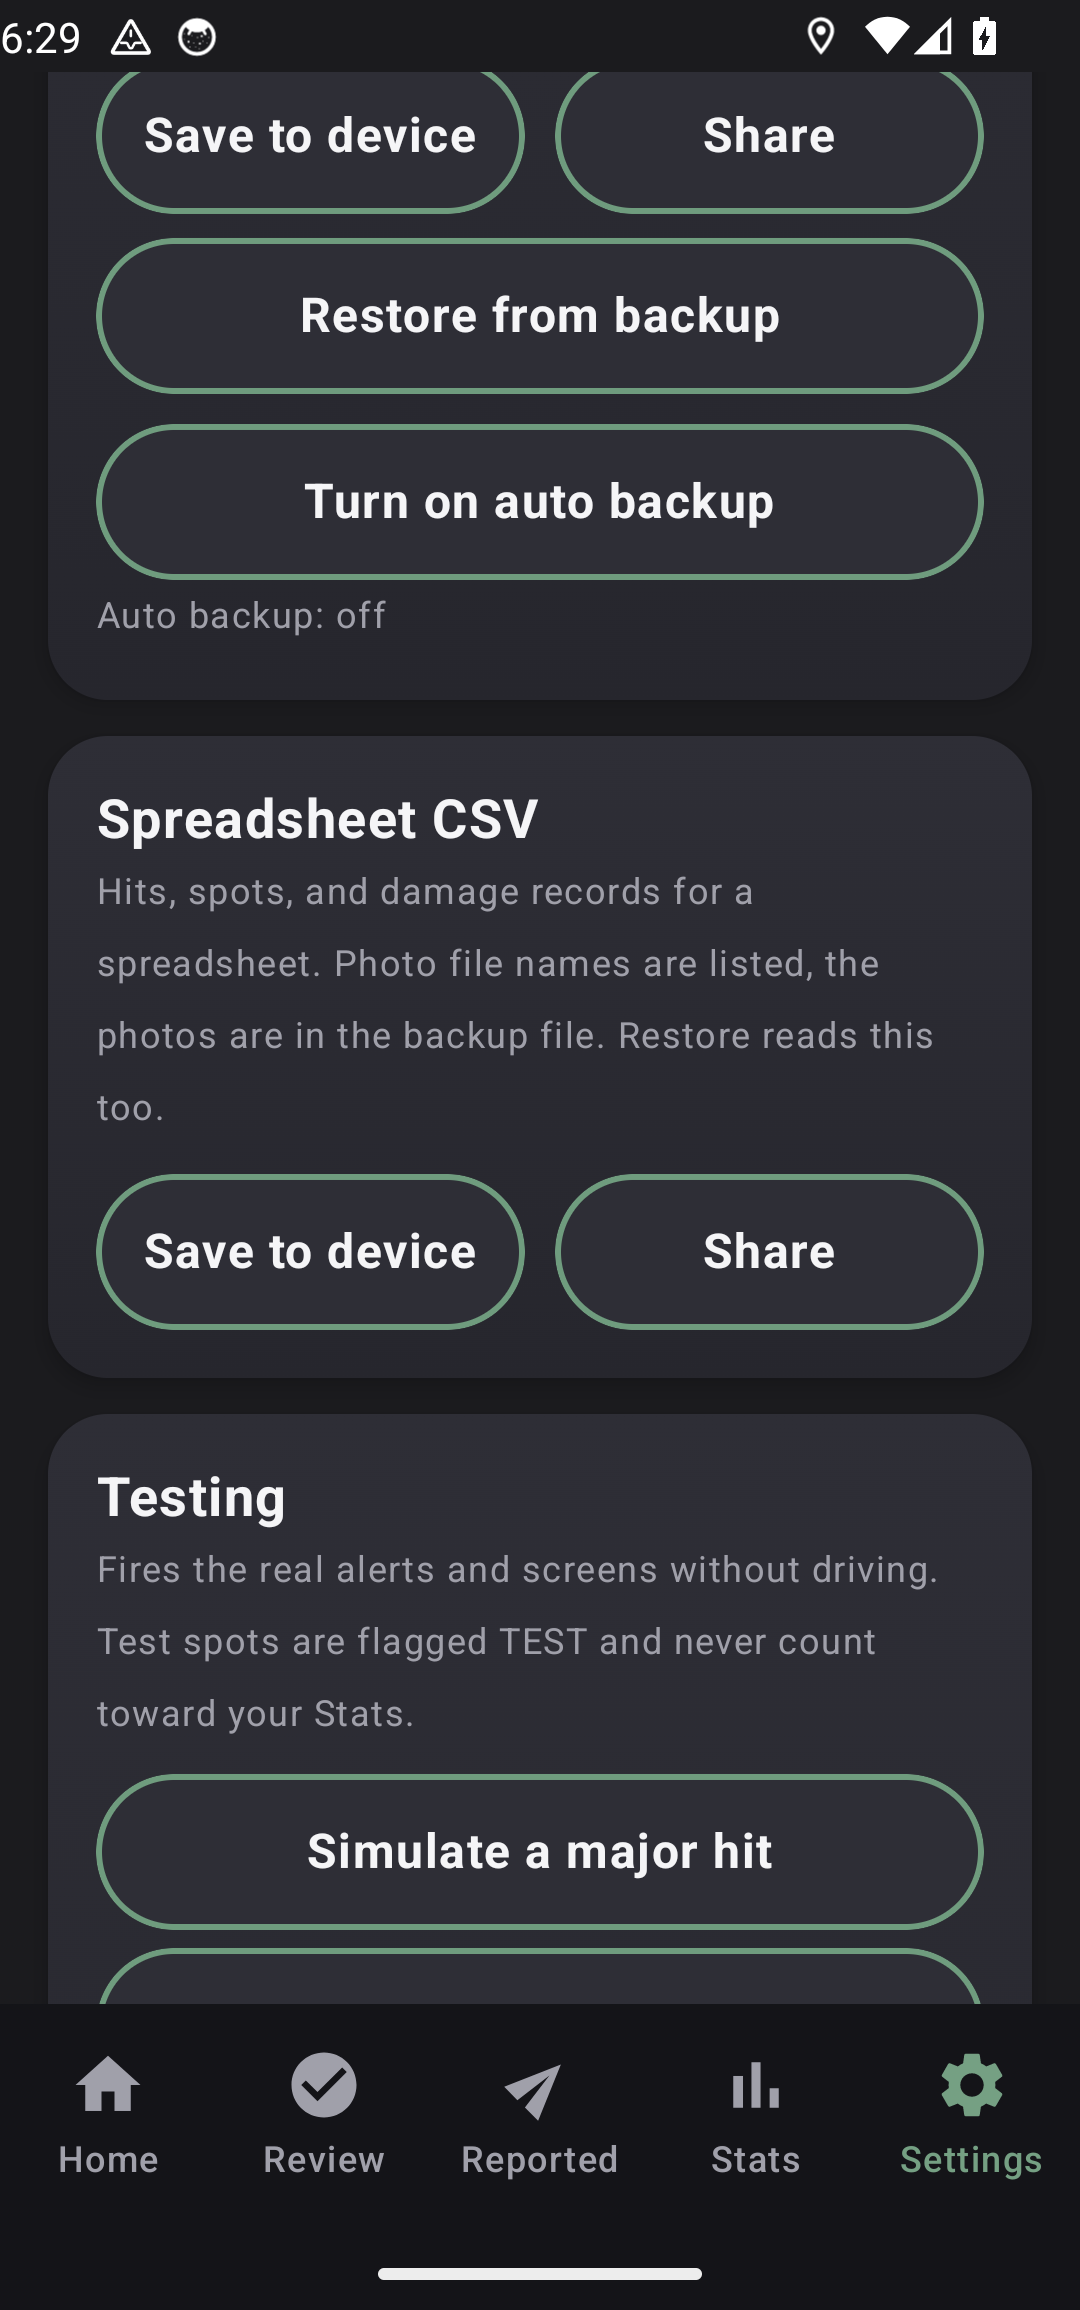 6:29
Save to device
Share
Restore from backup
Turn on auto backup
Auto backup: off
Spreadsheet CSV
Hits, spots, and damage records for a
spreadsheet. Photo file names are listed, the
photos are in the backup file. Restore reads this
too.
Save to device
Share
Testing
Fires the real alerts and screens without driving.
Test spots are flagged TEST and never count
toward your Stats.
Simulate a major hit
Home
Review
Reported
Stats
Settings